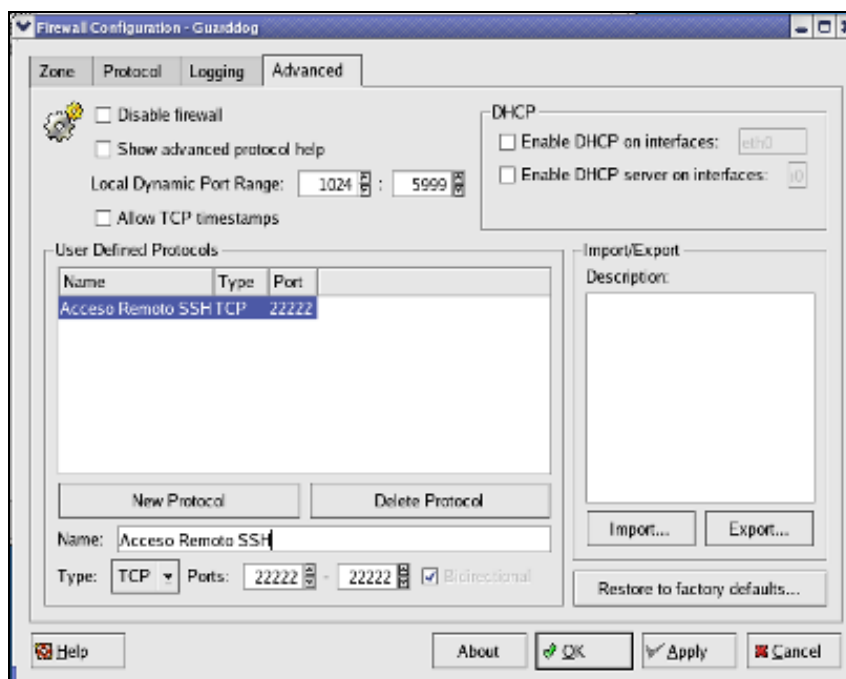 Firewall Configuration - Guarddog
Zone Protocol Logging Advanced
Disable firewall
Show advanced protocol help
Local Dynamic Port Range: 1024 : 5999
Allow TCP timestamps
DHCP
Enable DHCP on interfaces: eth0
Enable DHCP server on interfaces:
User Defined Protocols
Name Type Port
Acceso Remoto SSH TCP 22222
New Protocol Delete Protocol
Name: Acceso Remoto SSH
Type: TCP Ports: 22222 - 22222 Bidirectional
Import/Export
Description:
Import... Export...
Restore to factory defaults...
Help About OK Apply Cancel